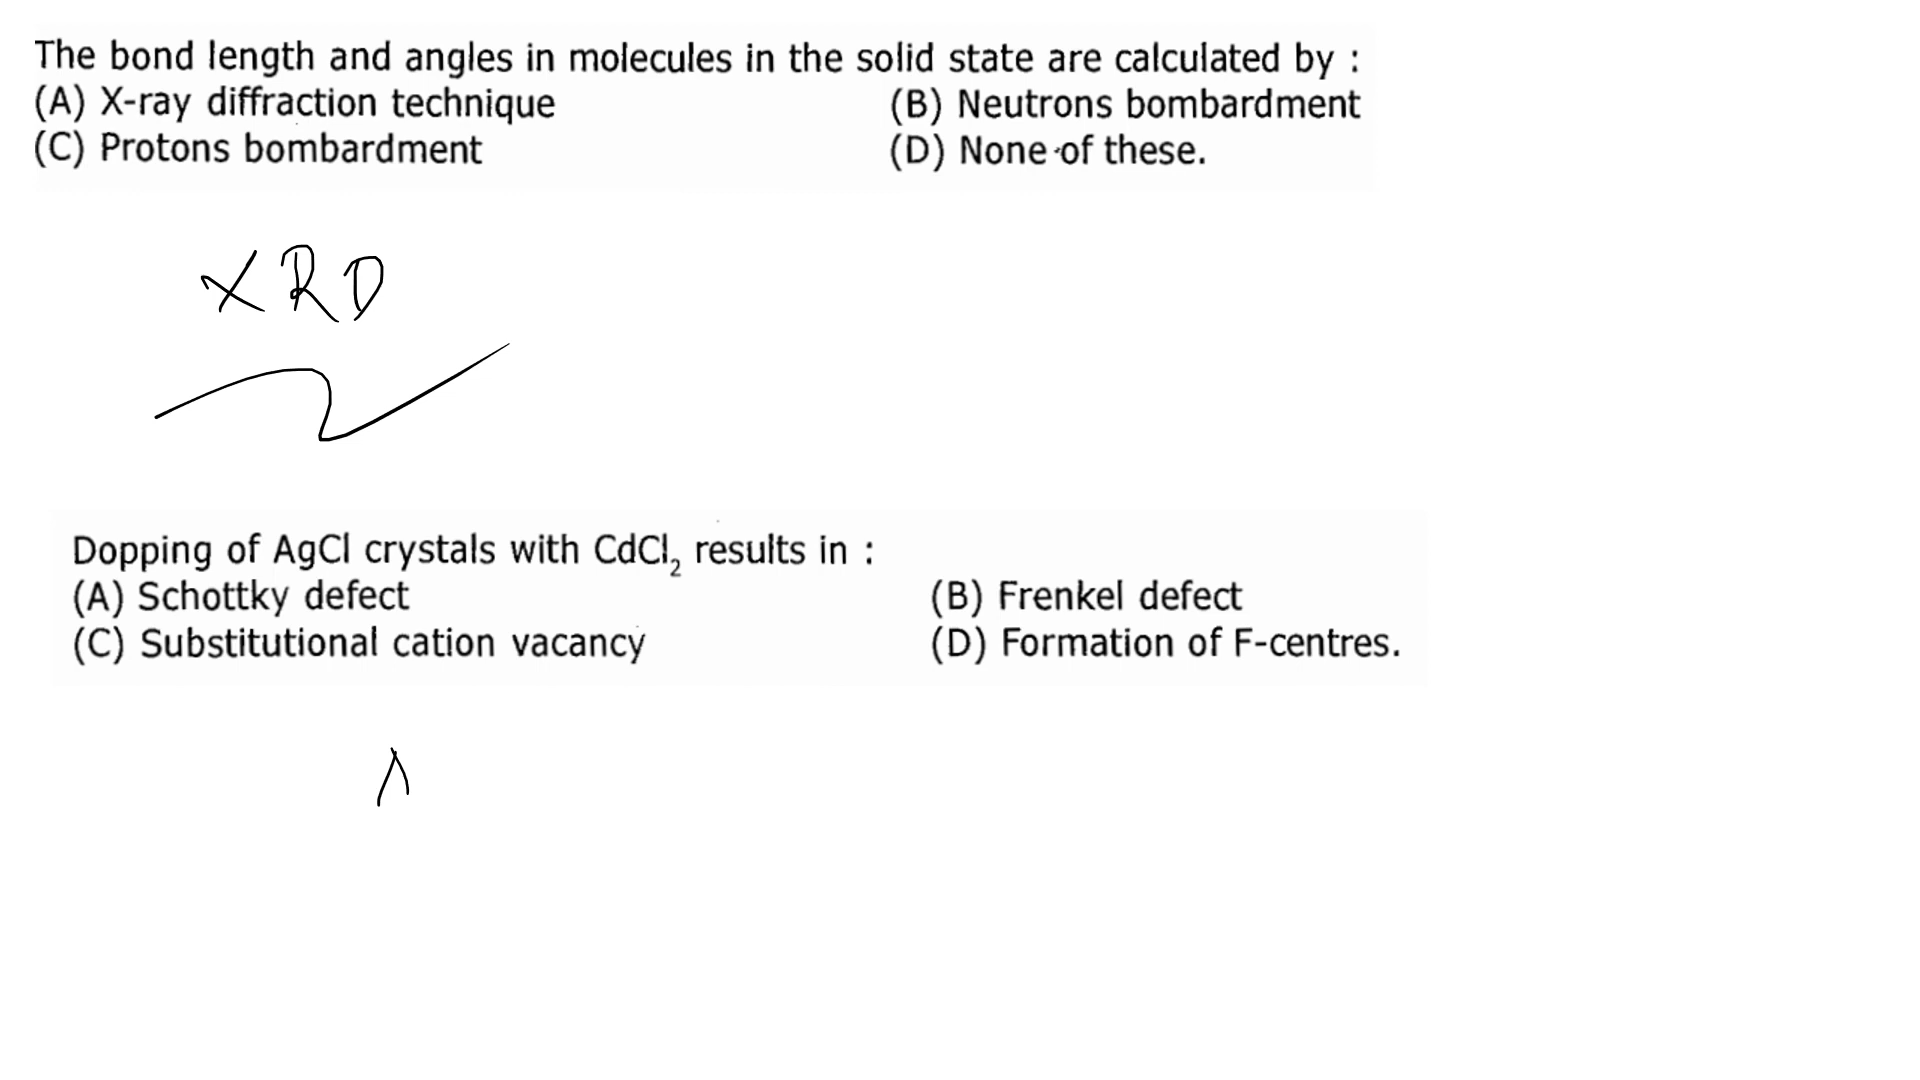 The bond length and angles in molecules in the solid state are calculated by :
(A) X-ray diffraction technique (B) Neutrons bombardment
(C) Protons bombardment (D) None of these.
XRD
Dopping of AgCl crystals with CdCl₂ results in :
(A) Schottky defect (B) Frenkel defect
(C) Substitutional cation vacancy (D) Formation of F-centres.